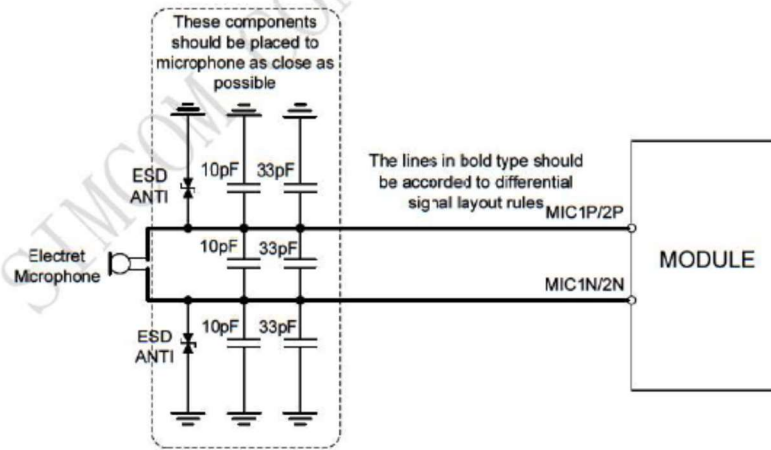 These components
should be placed to
microphone as close as
possible
10pF 33pF
ESD
ANTI
The lines in bold type should
be accorded to differential
signal layout rules
MIC1P/2P
10pF 33pF
Electret
Microphone
MODULE
MIC1N/2N
10pF 33pF
ESD
ANTI
SIMCOM